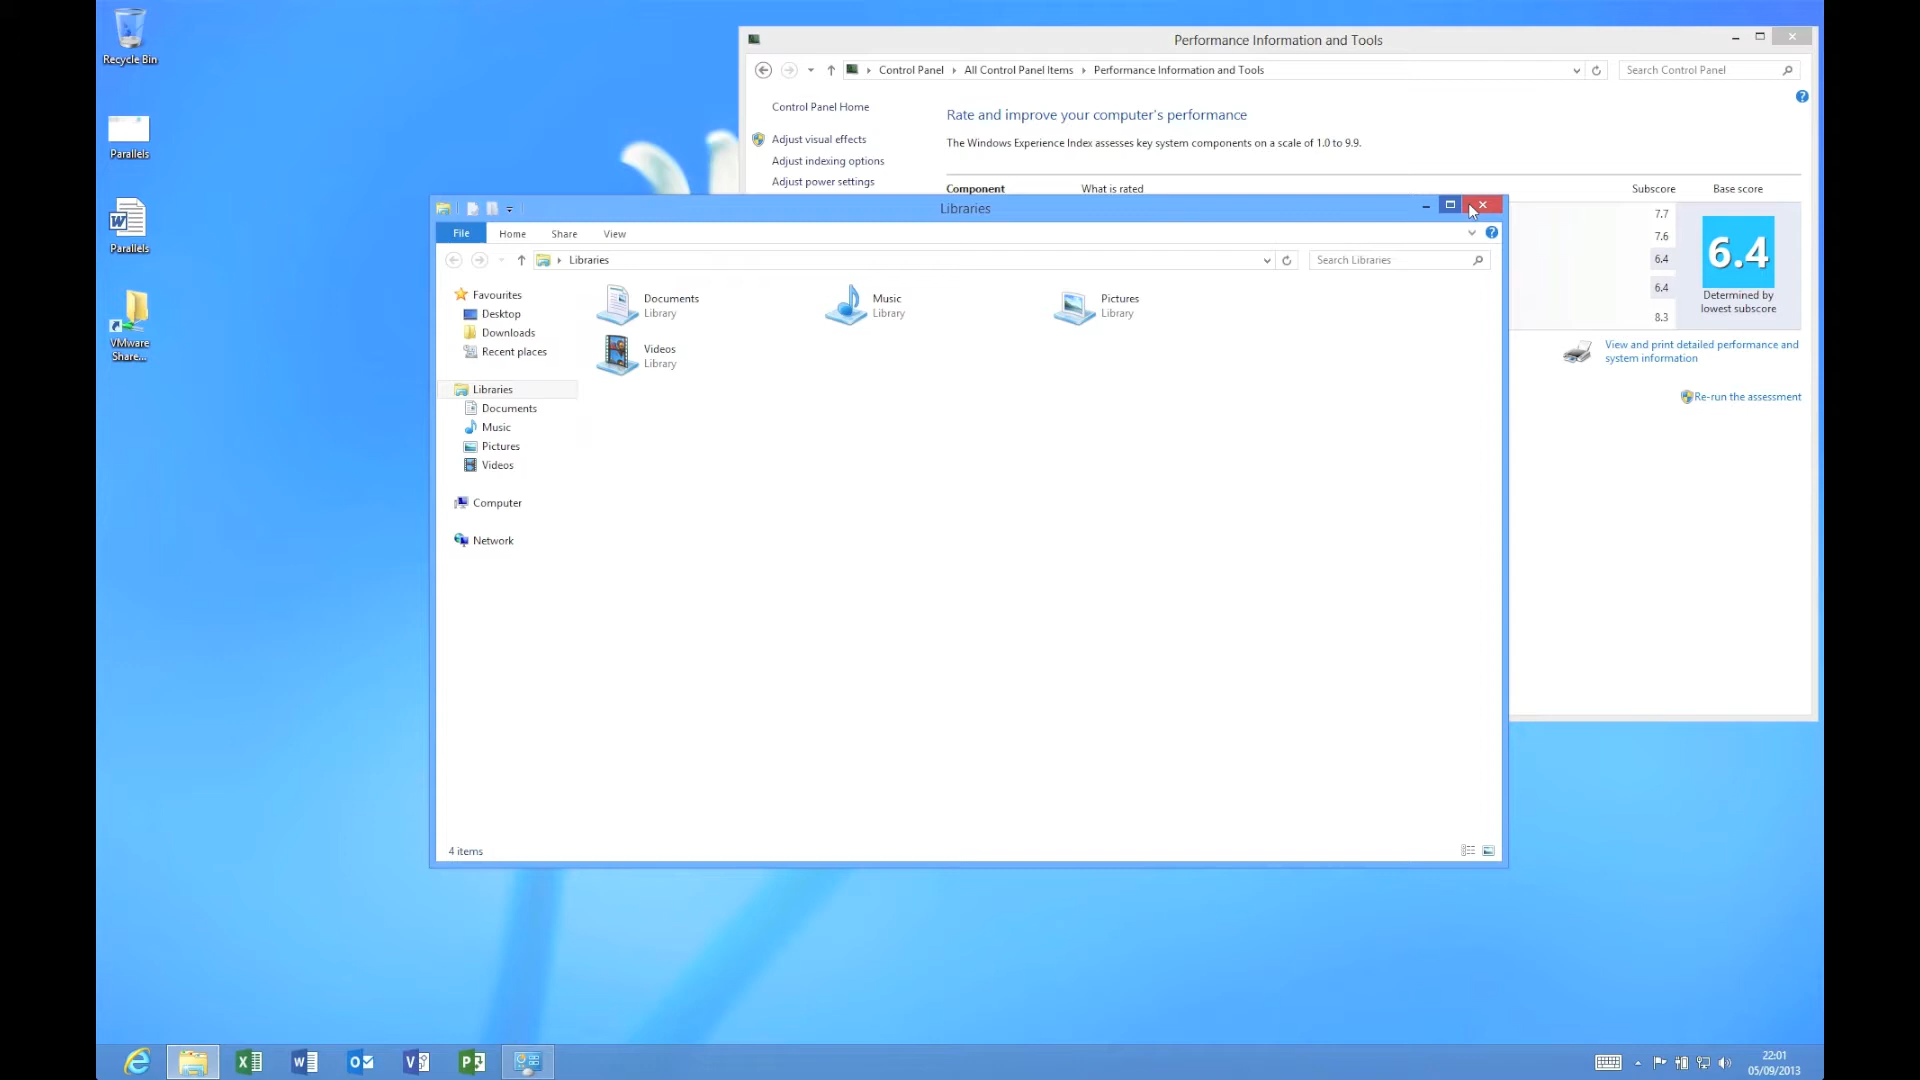 Recycle Bin
Parallels
Parallels
VMware
Share...
Performance Information and Tools
Control Panel
All Control Panel Items
Performance Information and Tools
Search Control Panel
Control Panel Home
Adjust visual effects
Adjust indexing options
Adjust power settings
Rate and improve your computer's performance
The Windows Experience Index assesses key system components on a scale of 1.0 to 9.9.
Component What is rated Subscore Base score
7.7
7.6
6.4
6.4
8.3
6.4
Determined by
lowest subscore
View and print detailed performance and
system information
Re-run the assessment
Libraries
File Home Share View
Libraries
Search Libraries
Favourites
Desktop
Downloads
Recent places
Libraries
Documents
Music
Pictures
Videos
Computer
Network
Documents
Library
Music
Library
Pictures
Library
Videos
Library
4 items
22:01
05/09/2013